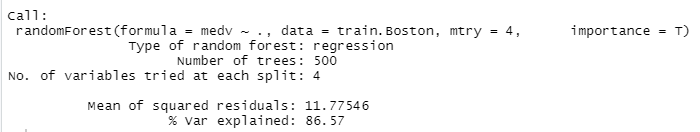 Call:
randomForest(formula = medv ~ ., data = train.Boston, mtry = 4,      importance = T)
Type of random forest: regression
Number of trees: 500
No. of variables tried at each split: 4
Mean of squared residuals: 11.77546
% Var explained: 86.57